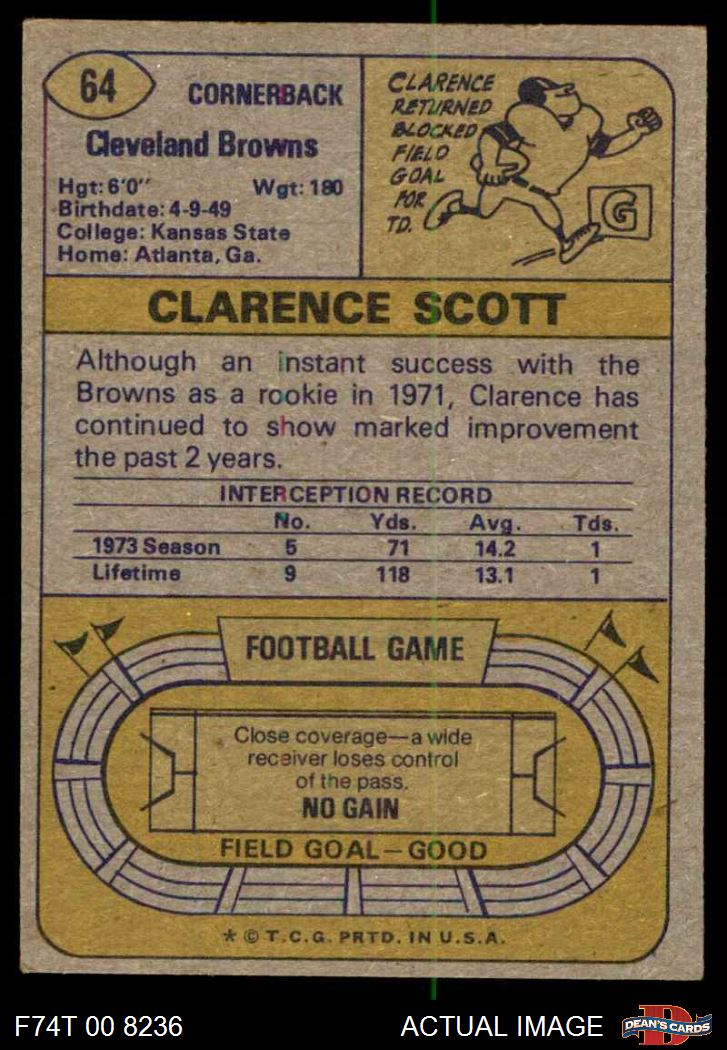 64
CORNERBACK
Cleveland Browns
Hgt: 6'0" Wgt: 180
Birthdate: 4-9-49
College: Kansas State
Home: Atlanta, Ga.
CLARENCE
RETURNED
BLOCKED
FIELD
GOAL
FOR
TD.
G
CLARENCE SCOTT
Although an instant success with the
Browns as a rookie in 1971, Clarence has
continued to show marked improvement
the past 2 years.
INTERCEPTION RECORD
No. Yds. Avg. Tds.
1973 Season 5 71 14.2 1
Lifetime 9 118 13.1 1
FOOTBALL GAME
Close coverage—a wide
receiver loses control
of the pass.
NO GAIN
FIELD GOAL—GOOD
* © T.C.G. PRTD. IN U.S.A.
F74T 00 8236 ACTUAL IMAGE
D
DEAN'S CARDS